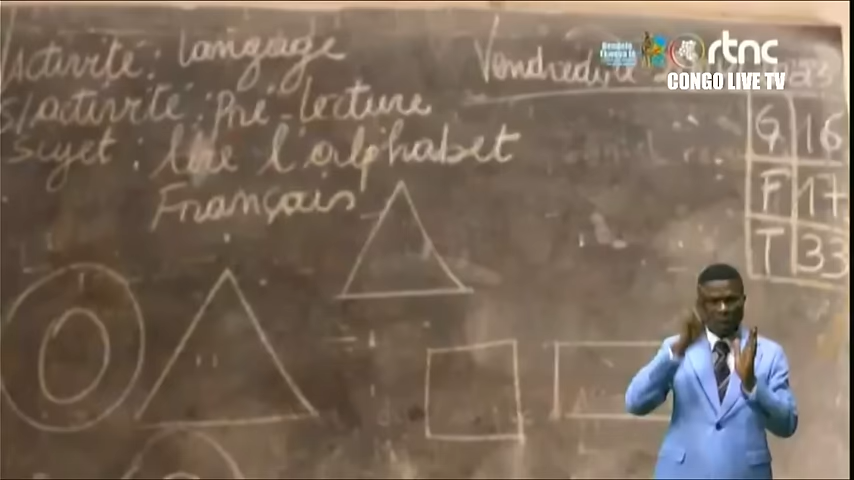 Activité : langage
S/activité : Pré-lecture
Sujet : lire l'alphabet
Français
Vendredi
rtnc
CONGO LIVE TV
G 16
F 17
T 33